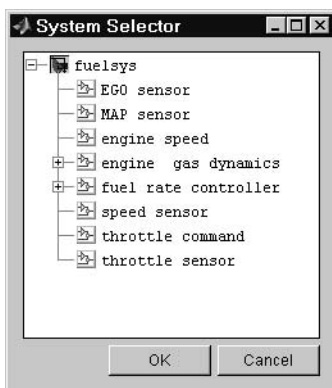 System Selector
fuelsys
EGO sensor
MAP sensor
engine speed
engine  gas dynamics
fuel rate controller
speed sensor
throttle command
throttle sensor
OK
Cancel